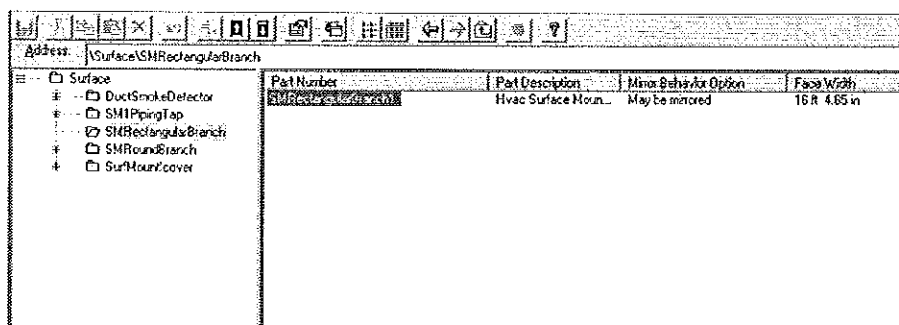 Address: \Surface\SMRectangularBranch
Surface
DuctSmokeDetector
SM1PipingTap
SMRectangularBranch
SMRoundBranch
SurfMountcover
Part Number Part Description Mirror Behavior Option Face Width
Hvac Surface Moun... May be mirrored 16 ft 4.65 in